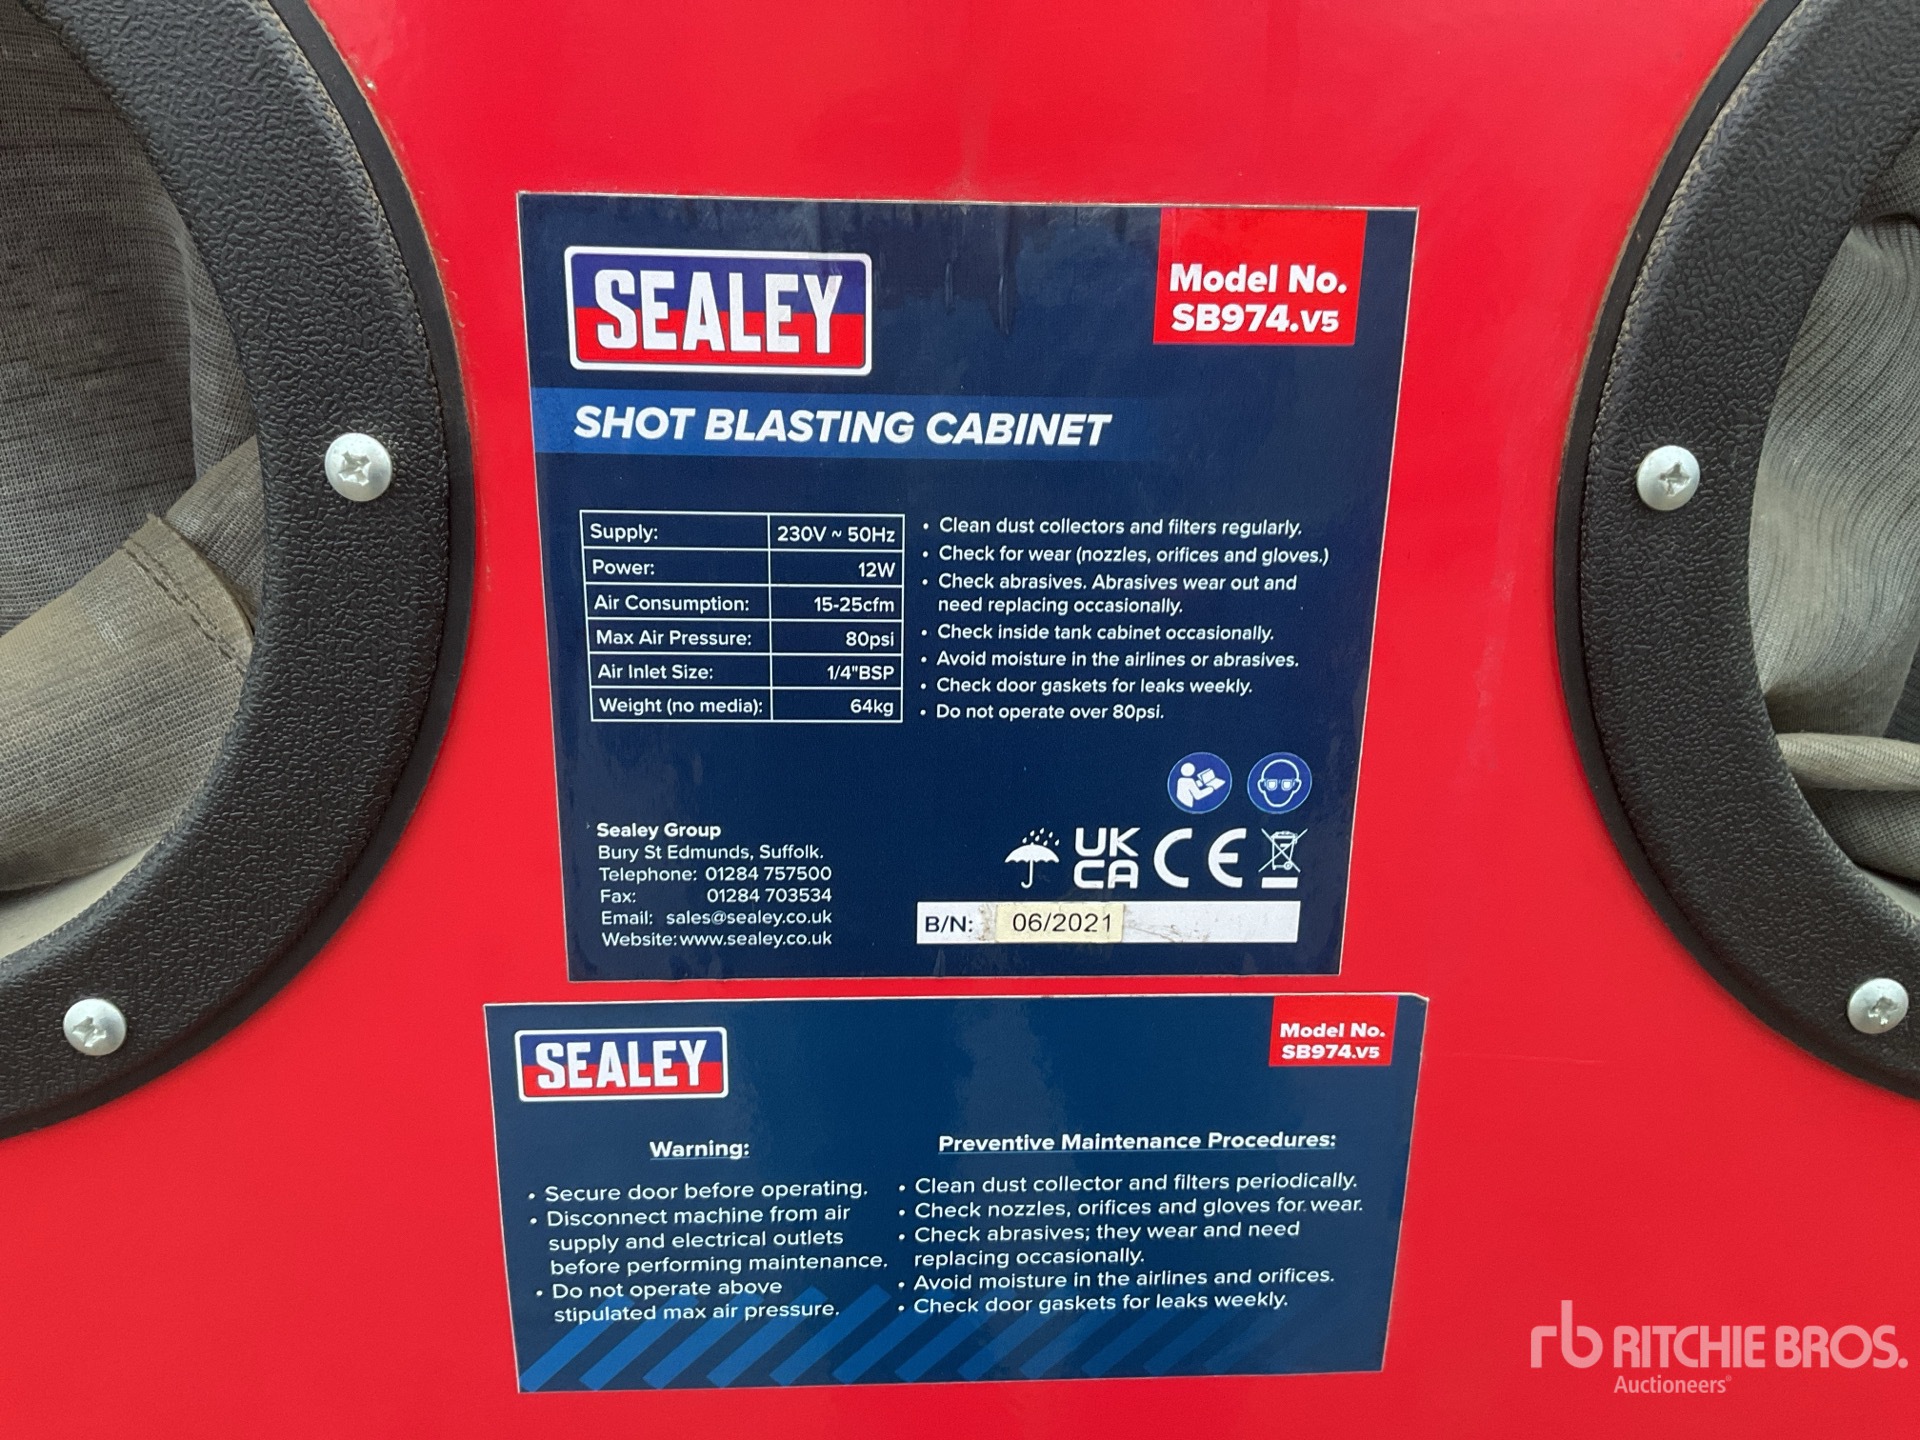 SEALEY
Model No.
SB974.V5
SHOT BLASTING CABINET
Supply: 230V ~ 50Hz
Power: 12W
Air Consumption: 15-25cfm
Max Air Pressure: 80psi
Air Inlet Size: 1/4"BSP
Weight (no media): 64kg
• Clean dust collectors and filters regularly.
• Check for wear (nozzles, orifices and gloves.)
• Check abrasives. Abrasives wear out and
need replacing occasionally.
• Check inside tank cabinet occasionally.
• Avoid moisture in the airlines or abrasives.
• Check door gaskets for leaks weekly.
• Do not operate over 80psi.
Sealey Group
Bury St Edmunds, Suffolk.
Telephone: 01284 757500
Fax: 01284 703534
Email: sales@sealey.co.uk
Website: www.sealey.co.uk
UK
CA
CE
B/N: 06/2021
SEALEY
Model No.
SB974.V5
Warning:
• Secure door before operating.
• Disconnect machine from air
supply and electrical outlets
before performing maintenance.
• Do not operate above
stipulated max air pressure.
Preventive Maintenance Procedures:
• Clean dust collector and filters periodically.
• Check nozzles, orifices and gloves for wear.
• Check abrasives; they wear and need
replacing occasionally.
• Avoid moisture in the airlines and orifices.
• Check door gaskets for leaks weekly.
rb RITCHIE BROS.
Auctioneers®